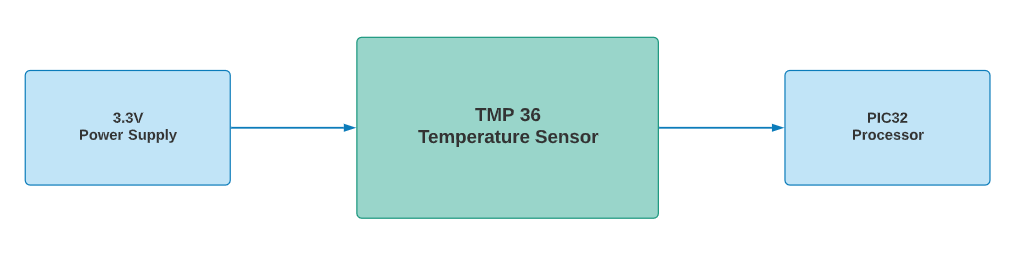 3.3V
Power Supply
TMP 36
Temperature Sensor
PIC32
Processor